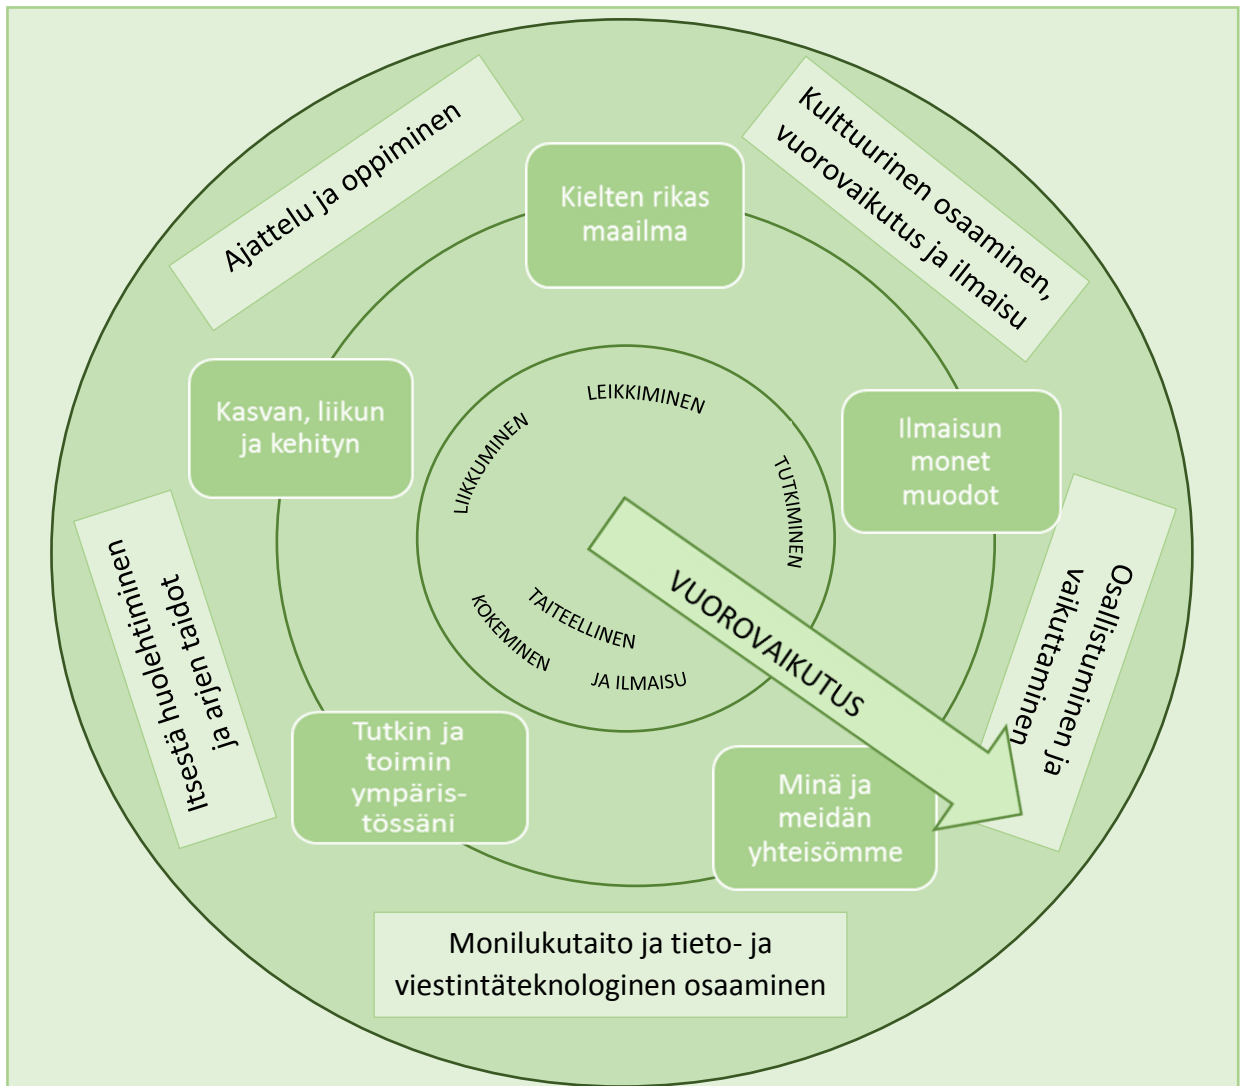 Ajattelu ja oppiminen
Kulttuurinen osaaminen,
vuorovaikutus ja ilmaisu
Kielten rikas
maailma
Kasvan, liikun
ja kehityn
Ilmaisun
monet
muodot
LEIKKIMINEN
LIIKKUMINEN
TUTKIMINEN
TAITEELLINEN
KOKEMINEN
JA ILMAISU
VUOROVAIKUTUS
Itsestä huolehtiminen
ja arjen taidot
Osallistuminen ja
vaikuttaminen
Tutkin ja
toimin
ympäris-
tössäni
Minä ja
meidän
yhteisömme
Monilukutaito ja tieto- ja
viestintäteknologinen osaaminen